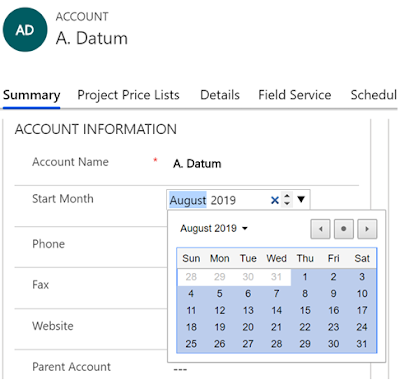 AD
ACCOUNT
A. Datum
Summary Project Price Lists Details Field Service Schedul
ACCOUNT INFORMATION
Account Name * A. Datum
Start Month August 2019
Phone
August 2019
Sun Mon Tue Wed Thu Fri Sat
28 29 30 31 1 2 3
4 5 6 7 8 9 10
11 12 13 14 15 16 17
18 19 20 21 22 23 24
25 26 27 28 29 30 31
Fax
Website
Parent Account ---